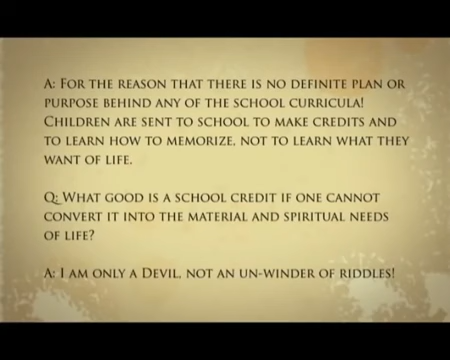 A: For the reason that there is no definite plan or
purpose behind any of the school curricula!
Children are sent to school to make credits and
to learn how to memorize, not to learn what they
want of life.
Q: What good is a school credit if one cannot
convert it into the material and spiritual needs
of life?
A: I am only a Devil, not an un-winder of riddles!